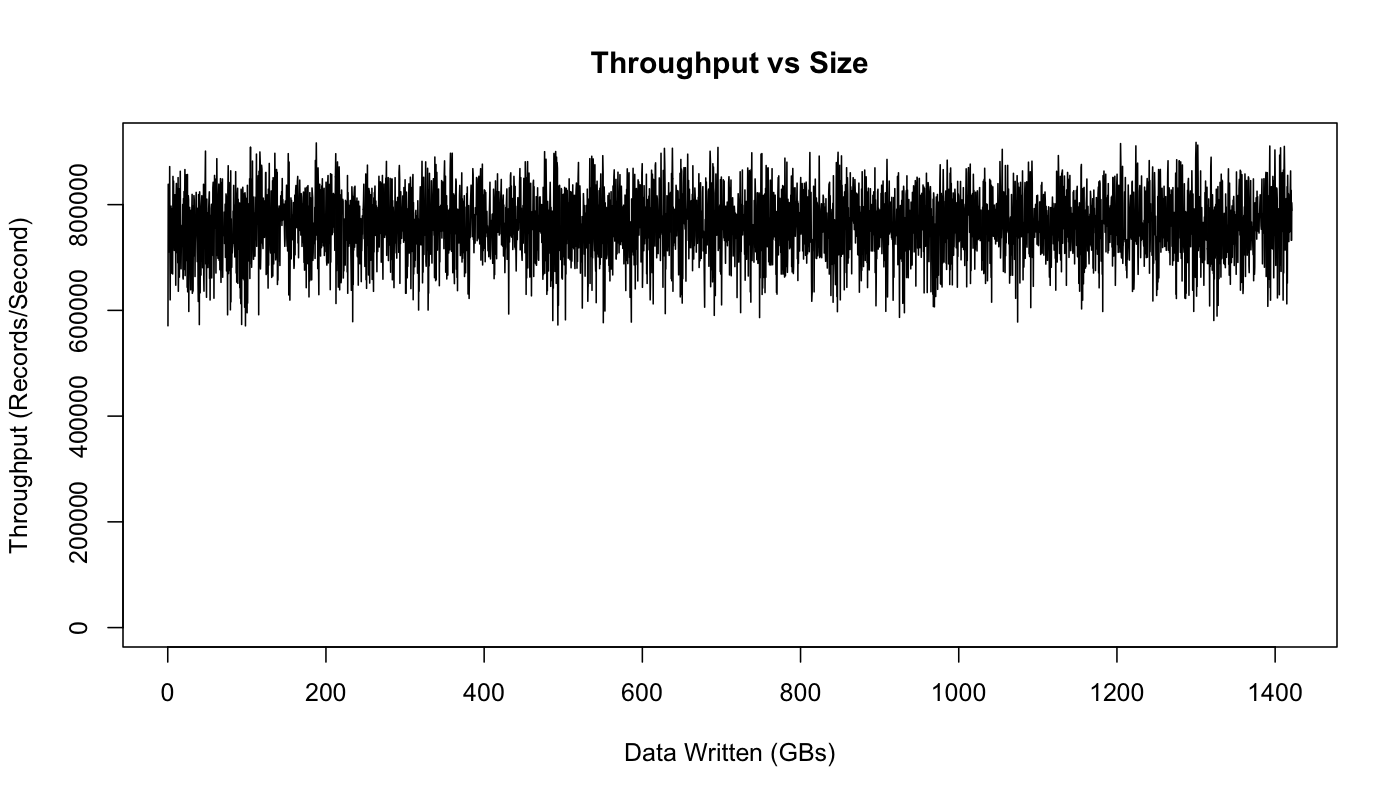 Throughput vs Size
Throughput (Records/Second)
800000
600000
400000
200000
0
0 200 400 600 800 1000 1200 1400
Data Written (GBs)